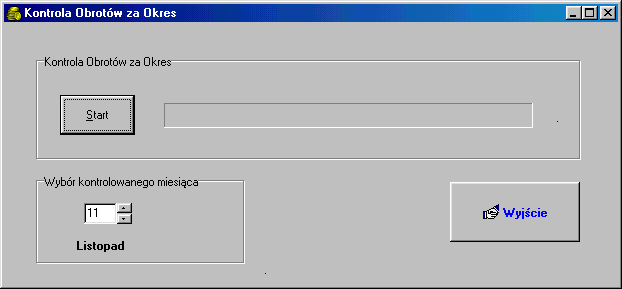 Kontrola Obrotów za Okres
Kontrola Obrotów za Okres
Start
.
Wybór kontrolowanego miesiąca
11
Wyjście
Listopad
.